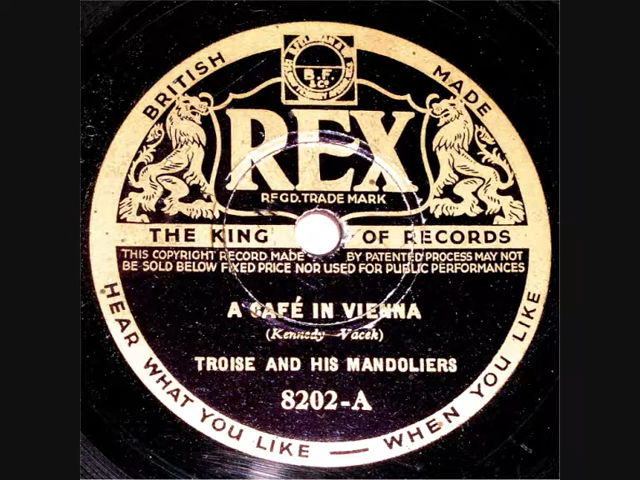 BRITISH MADE
B.F.
& Co
REX
REGD. TRADE MARK
THE KING OF RECORDS
THIS COPYRIGHT RECORD MADE BY PATENTED PROCESS MAY NOT
BE SOLD BELOW FIXED PRICE NOR USED FOR PUBLIC PERFORMANCES
A CAFÉ IN VIENNA
(Kennedy Vacek)
TROISE AND HIS MANDOLIERS
8202-A
HEAR WHAT YOU LIKE — WHEN YOU LIKE